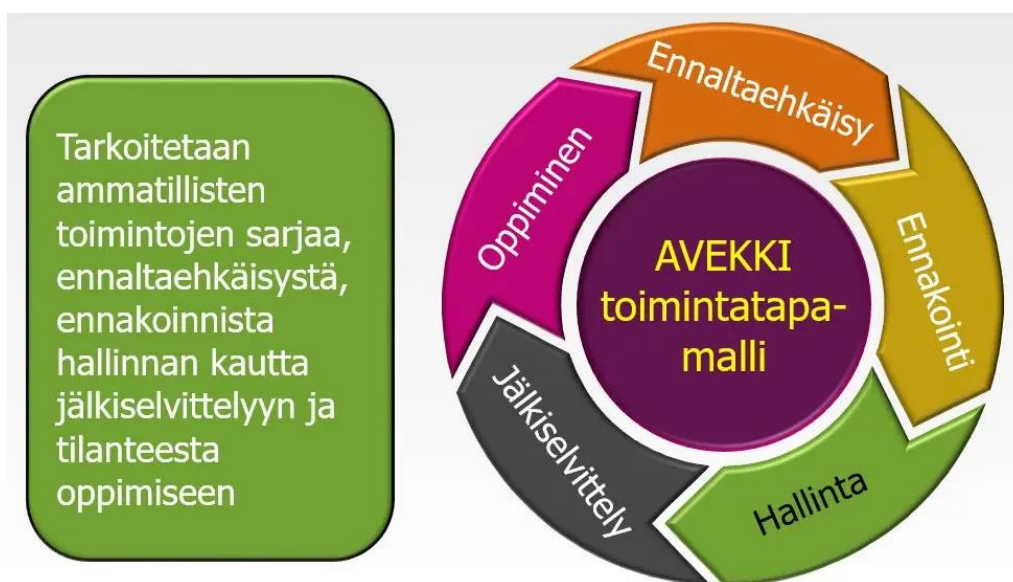 Tarkoitetaan
ammatillisten
toimintojen sarjaa,
ennaltaehkäisystä,
ennakoinnista
hallinnan kautta
jälkiselvittelyyn ja
tilanteesta
oppimiseen
Ennaltaehkäisy
Ennakointi
Hallinta
Jälkiselvittely
Oppiminen
AVEKKI
toimintatapa-
malli